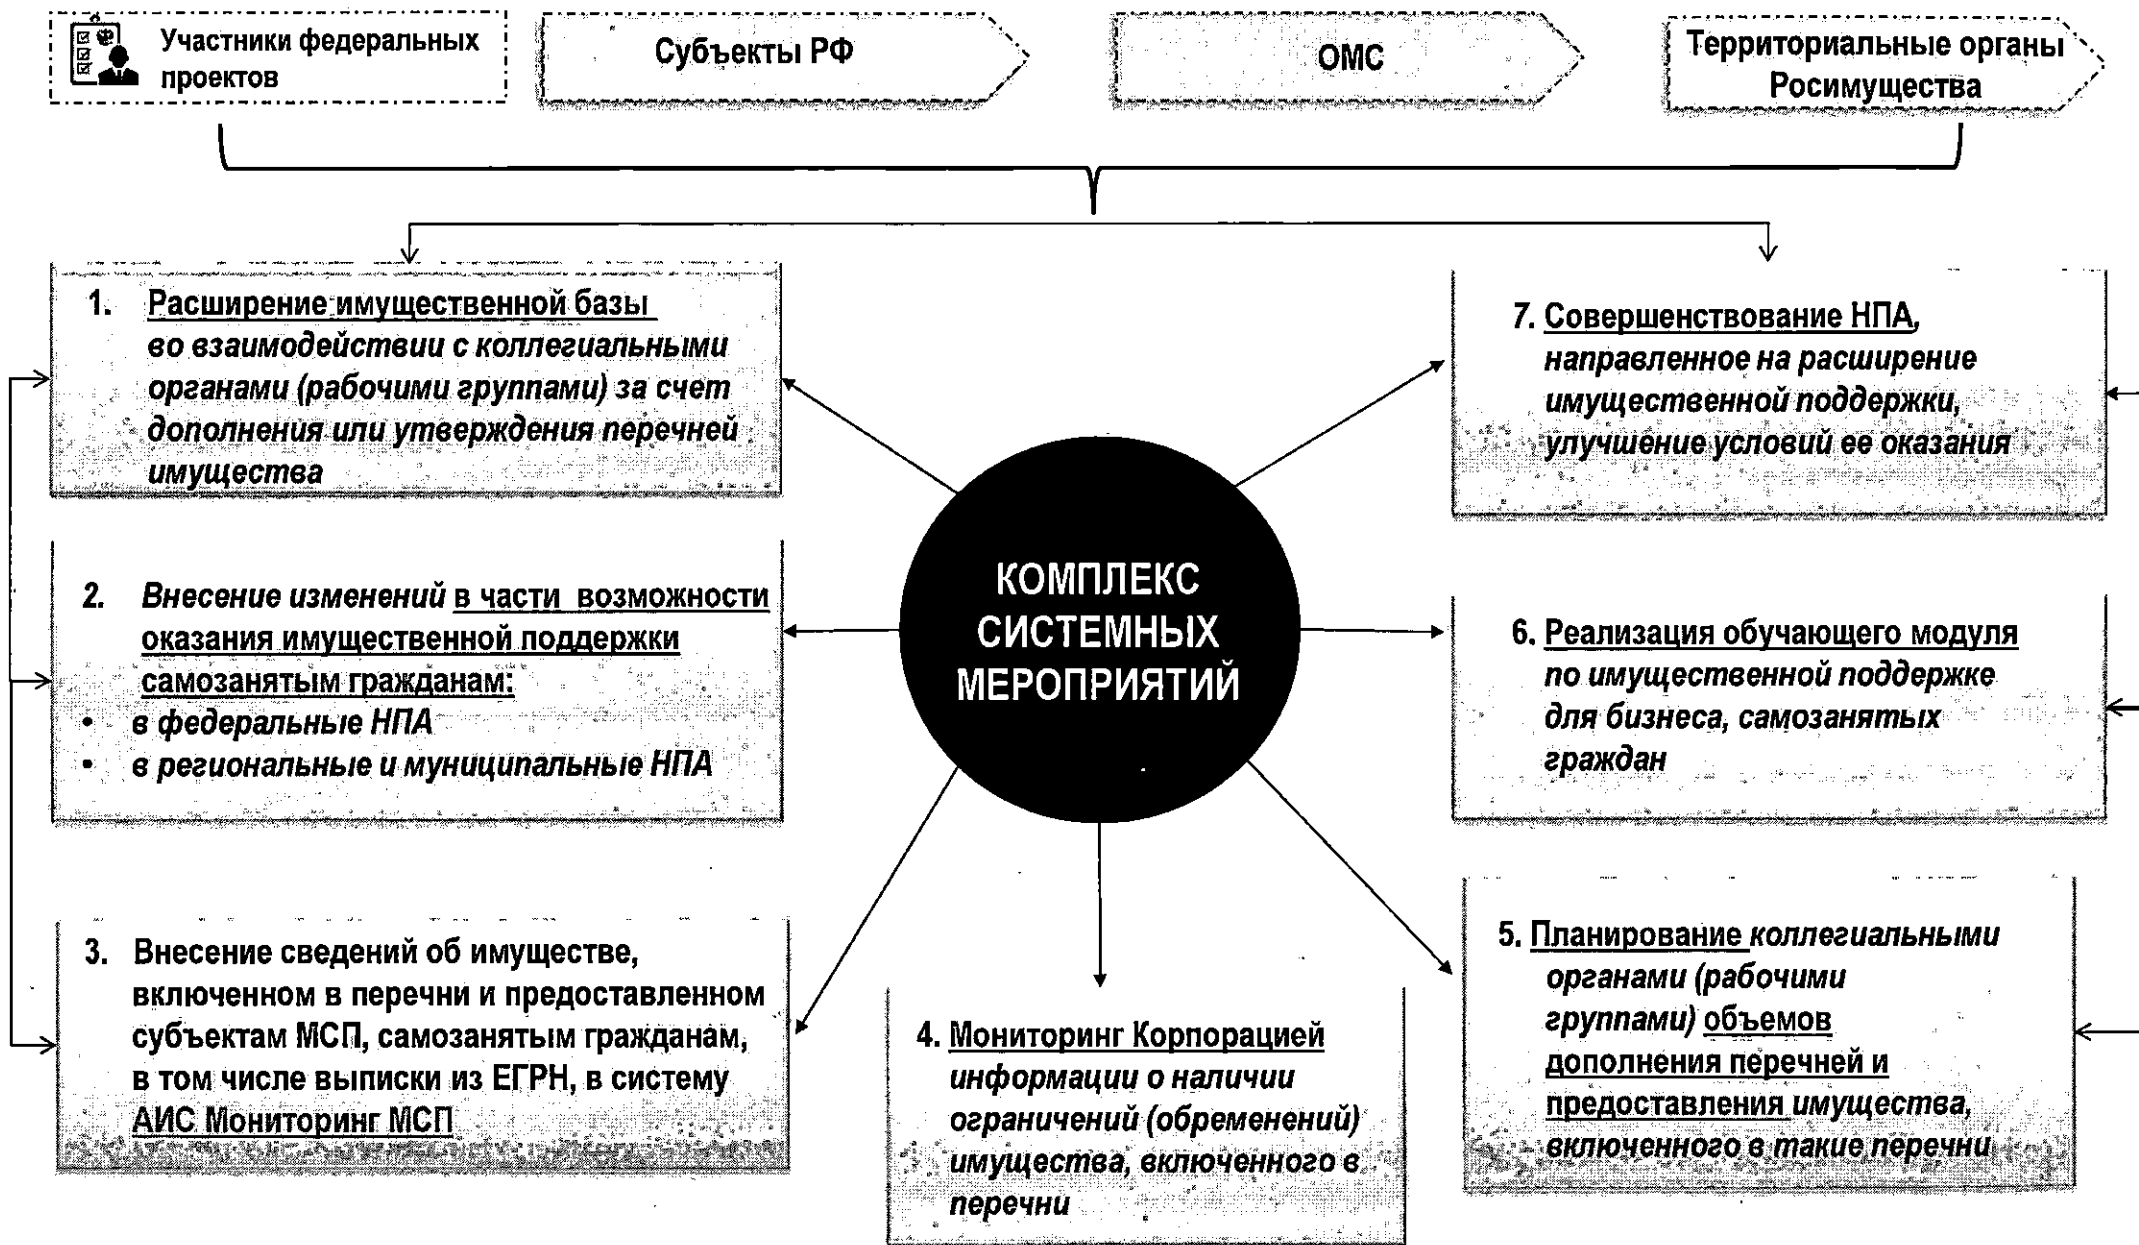 Участники федеральных
проектов
Субъекты РФ
ОМС
Территориальные органы
Росимущества
1. Расширение имущественной базы
во взаимодействии с коллегиальными
органами (рабочими группами) за счет
дополнения или утверждения перечней
имущества
2. Внесение изменений в части возможности
оказания имущественной поддержки
самозанятым гражданам:
• в федеральные НПА
• в региональные и муниципальные НПА
3. Внесение сведений об имуществе,
включенном в перечни и предоставленном
субъектам МСП, самозанятым гражданам,
в том числе выписки из ЕГРН, в систему
АИС Мониторинг МСП
КОМПЛЕКС
СИСТЕМНЫХ
МЕРОПРИЯТИЙ
4. Мониторинг Корпорацией
информации о наличии
ограничений (обременений)
имущества, включенного в
перечни
5. Планирование коллегиальными
органами (рабочими
группами) объемов
дополнения перечней и
предоставления имущества,
включенного в такие перечни
6. Реализация обучающего модуля
по имущественной поддержке
для бизнеса, самозанятых
граждан
7. Совершенствование НПА,
направленное на расширение
имущественной поддержки,
улучшение условий ее оказания